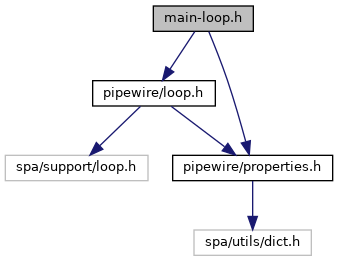 main-loop.h
pipewire/loop.h
spa/support/loop.h
pipewire/properties.h
spa/utils/dict.h